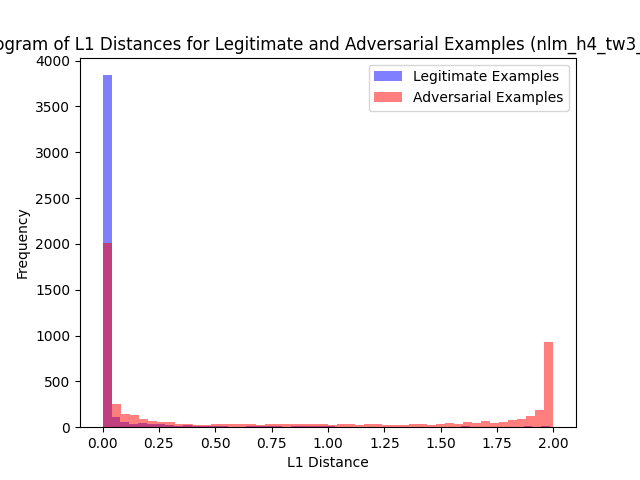 ogram of L1 Distances for Legitimate and Adversarial Examples (nlm_h4_tw3_
Legitimate Examples
Adversarial Examples
4000
3500
3000
2500
2000
1500
1000
500
0
Frequency
0.00 0.25 0.50 0.75 1.00 1.25 1.50 1.75 2.00
L1 Distance